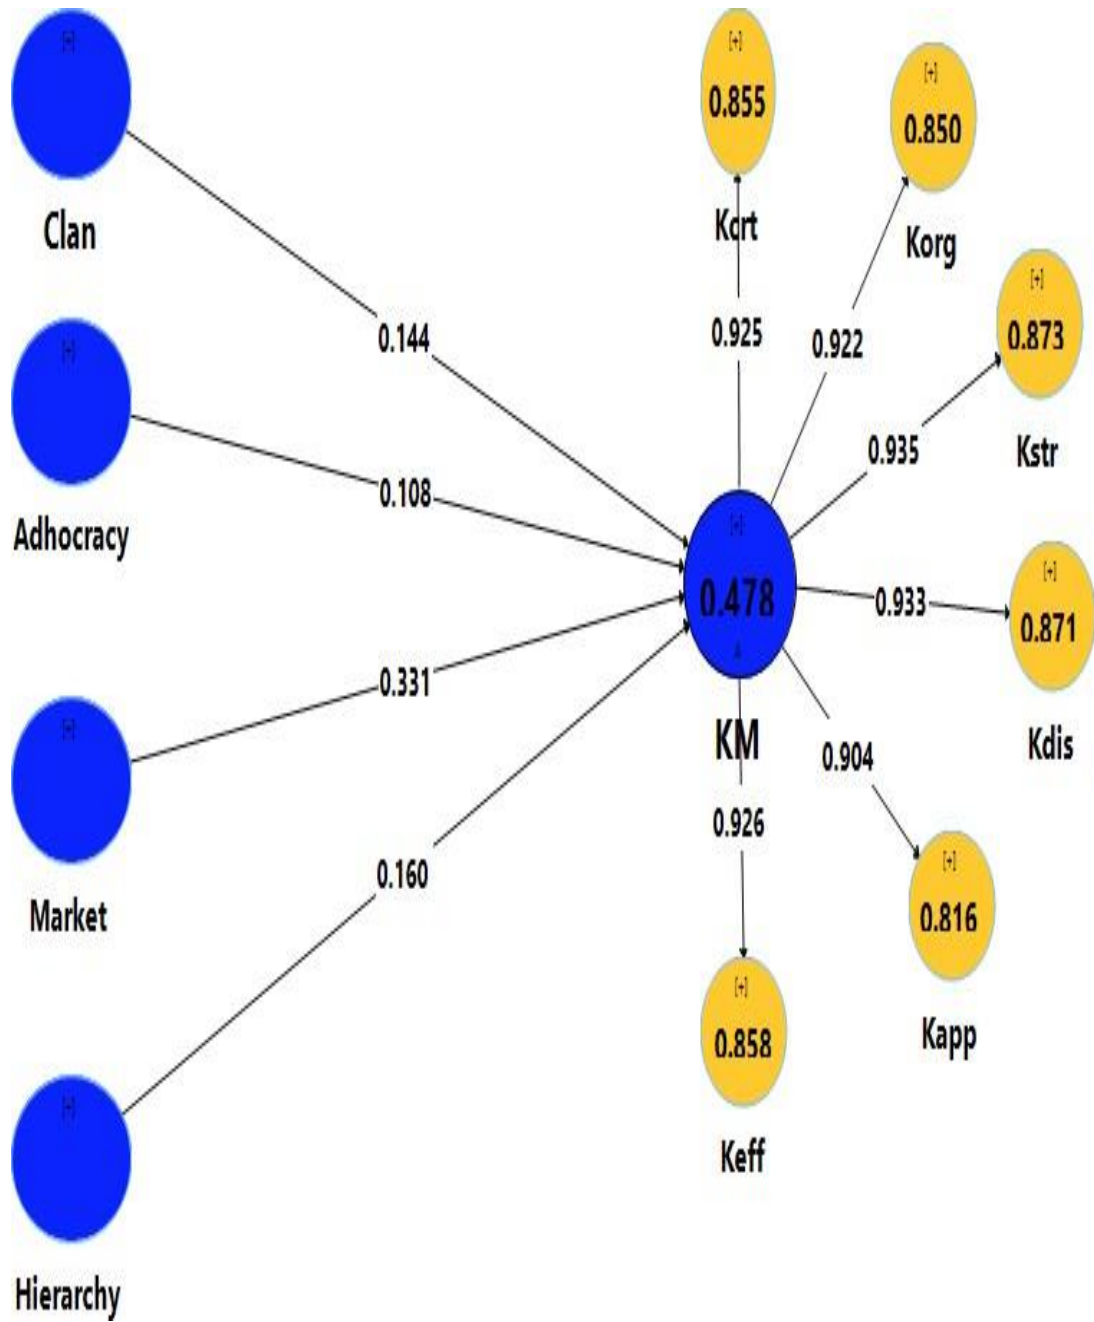 [+]
Clan
[+]
Adhocracy
[+]
Market
[+]
Hierarchy
0.144
0.108
0.331
0.160
[+]
0.478
KM
0.925
0.922
0.935
0.933
0.904
0.926
[+]
0.855
Kcrt
[+]
0.850
Korg
[+]
0.873
Kstr
[+]
0.871
Kdis
[+]
0.816
Kapp
[+]
0.858
Keff